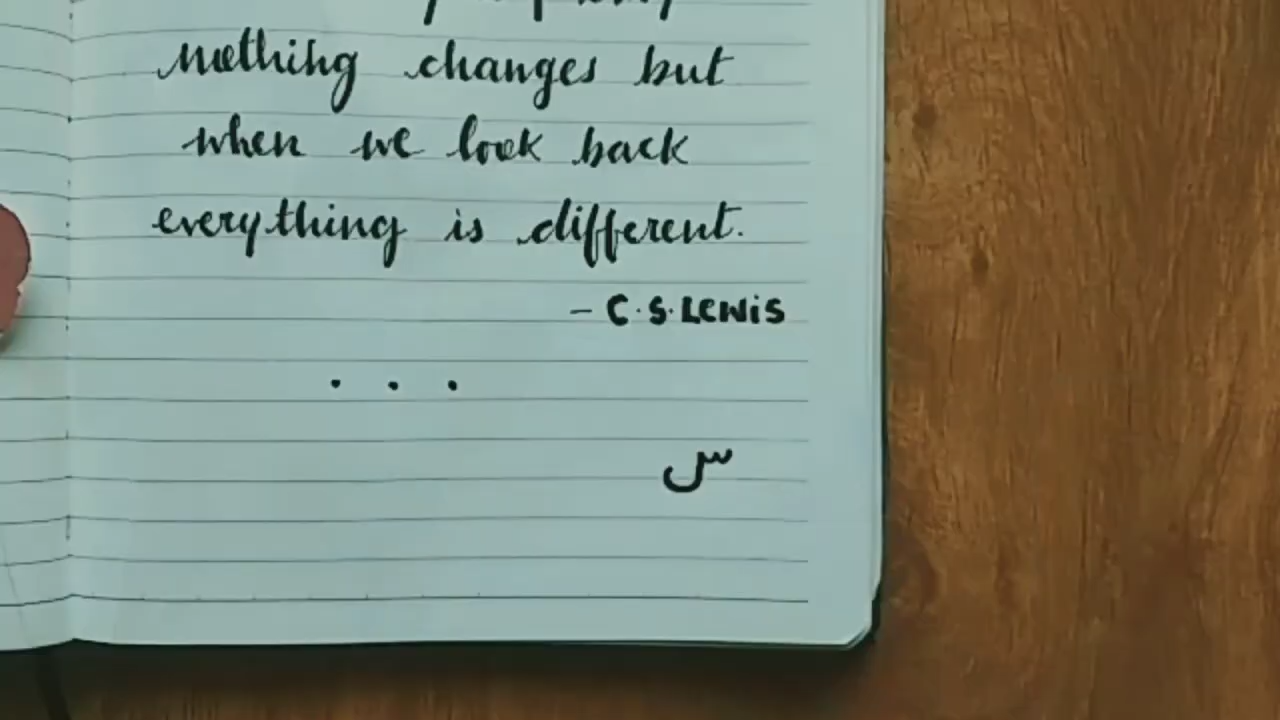 nothing changes but
when we look back
everything is different.
- C.S.LEWIS
. . .
س